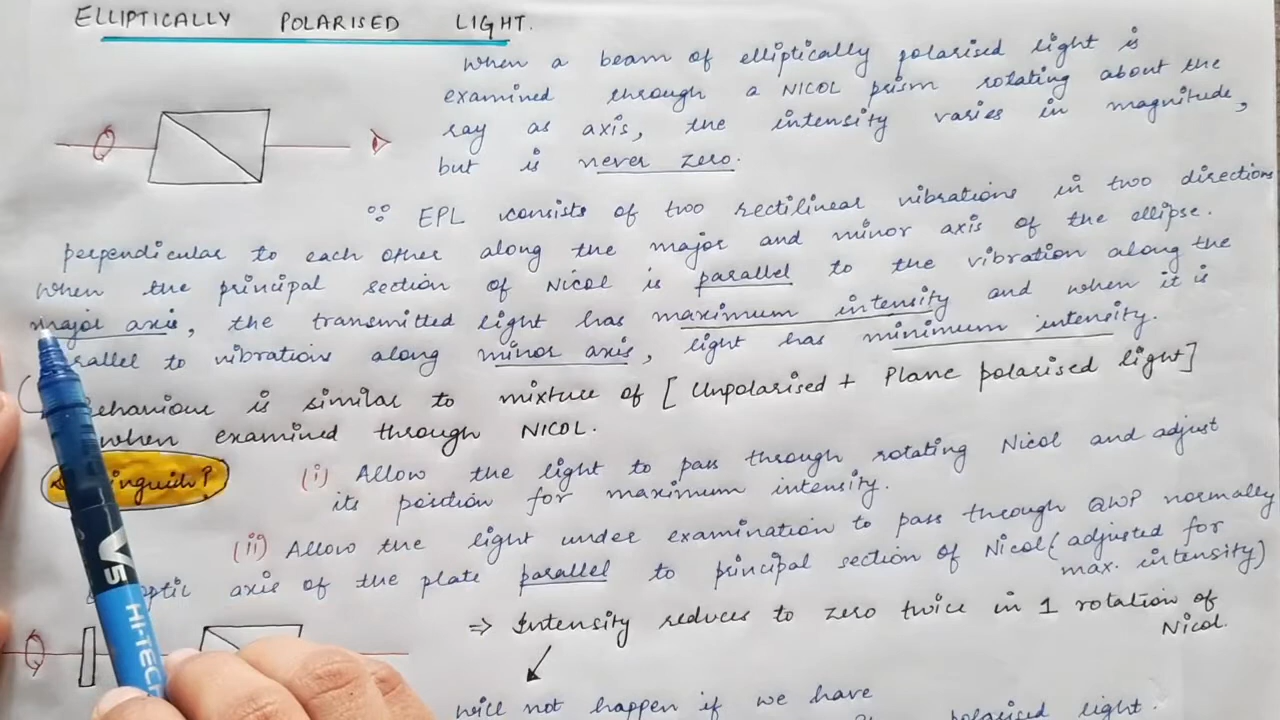 ELLIPTICALLY POLARISED LIGHT.
When a beam of elliptically polarised light is
examined through a NICOL prism rotating about the
ray as axis, the intensity varies in magnitude,
but is never zero.
∵ EPL consists of two rectilinear vibrations in two directions
perpendicular to each other along the major and minor axis of the ellipse.
When the principal section of Nicol is parallel to the vibration along the
major axis, the transmitted light has maximum intensity and when it is
rallel to vibrations along minor axis, light has minimum intensity.
ehaviour is similar to mixture of [Unpolarised + Plane polarised light]
when examined through NICOL.
inguish?
(i) Allow the light to pass through rotating Nicol and adjust
its position for maximum intensity.
(ii) Allow the light under examination to pass through QWP normally
optic axis of the plate parallel to principal section of Nicol (adjusted for
max. intensity)
⇒ Intensity reduces to zero twice in 1 rotation of
Nicol.
will not happen if we have
polarised light.
V5
HI-TEC